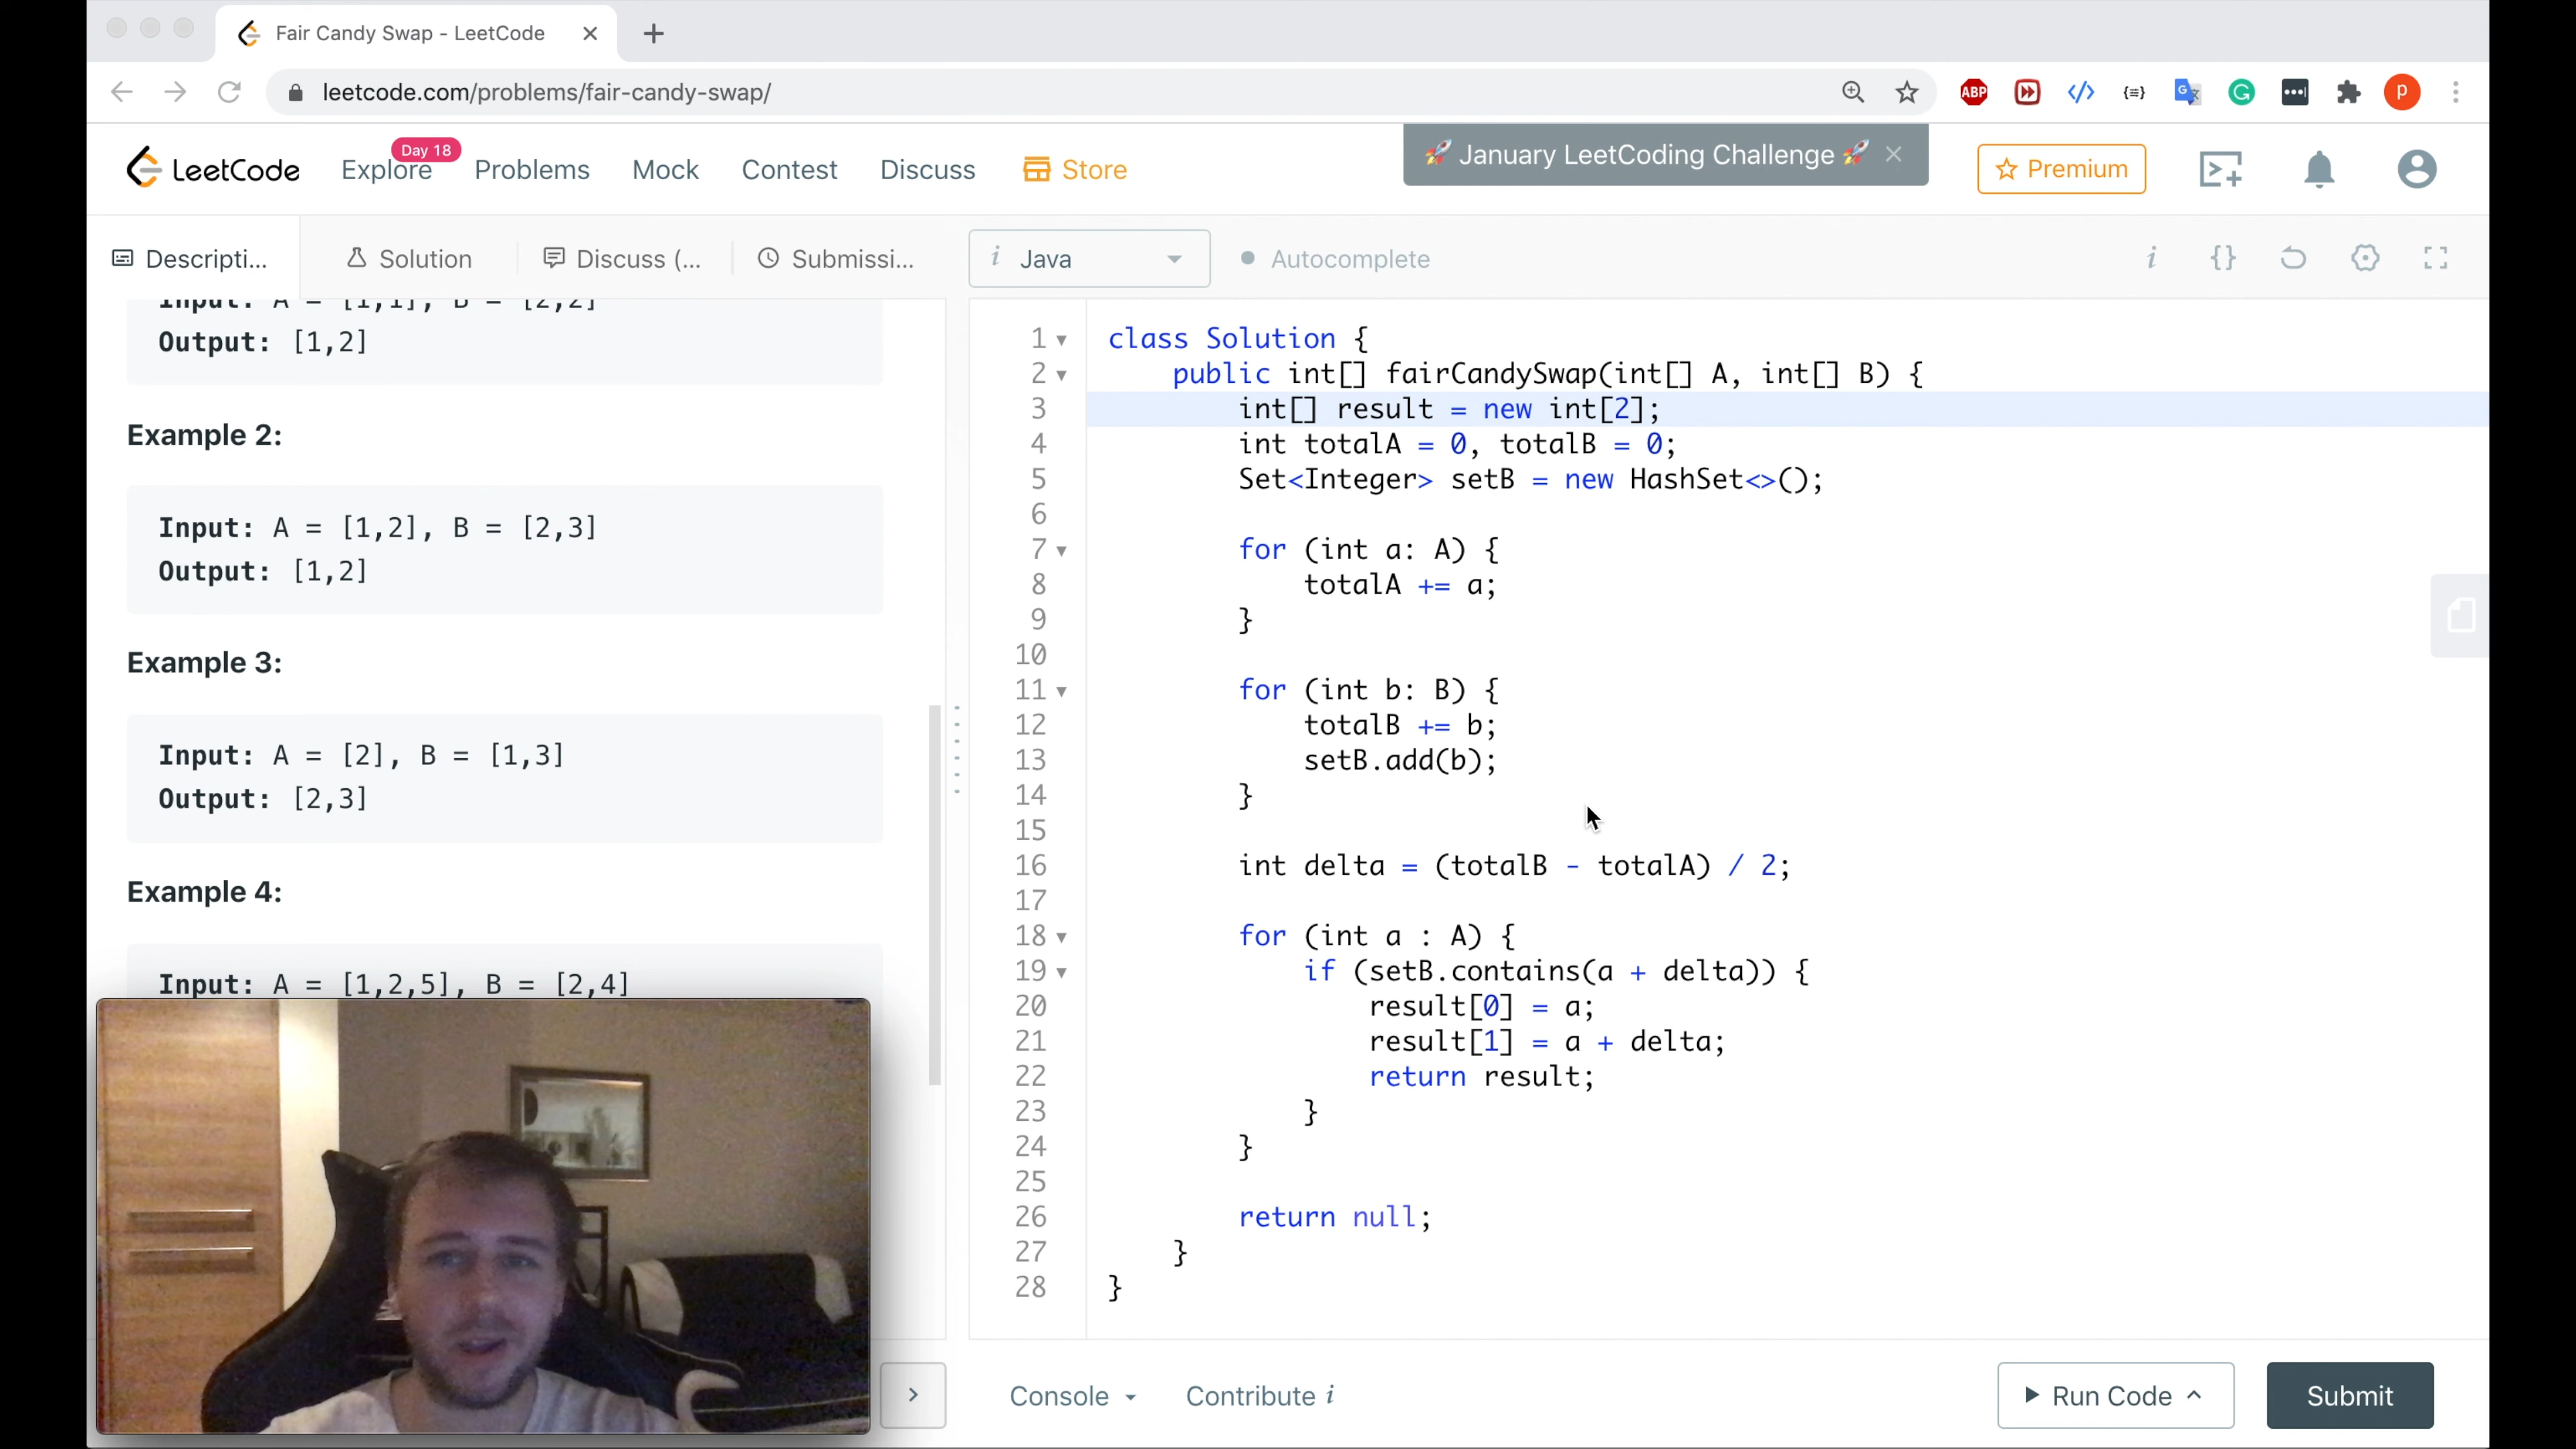 Fair Candy Swap - LeetCode
leetcode.com/problems/fair-candy-swap/
ABP
P
LeetCode
Explore
Day 18
Problems
Mock
Contest
Discuss
Store
🚀 January LeetCoding Challenge 🚀
Premium
Descripti...
Solution
Discuss (...
Submissi...
i Java
Autocomplete
i
{}
Input: A = [1,1], B = [2,2]
Output: [1,2]
Example 2:
Input: A = [1,2], B = [2,3]
Output: [1,2]
Example 3:
Input: A = [2], B = [1,3]
Output: [2,3]
Example 4:
Input: A = [1,2,5], B = [2,4]
1 class Solution {
2 public int[] fairCandySwap(int[] A, int[] B) {
3 int[] result = new int[2];
4 int totalA = 0, totalB = 0;
5 Set<Integer> setB = new HashSet<>();
6
7 for (int a: A) {
8 totalA += a;
9 }
10
11 for (int b: B) {
12 totalB += b;
13 setB.add(b);
14 }
15
16 int delta = (totalB - totalA) / 2;
17
18 for (int a : A) {
19 if (setB.contains(a + delta)) {
20 result[0] = a;
21 result[1] = a + delta;
22 return result;
23 }
24 }
25
26 return null;
27 }
28 }
Console
Contribute i
Run Code
Submit